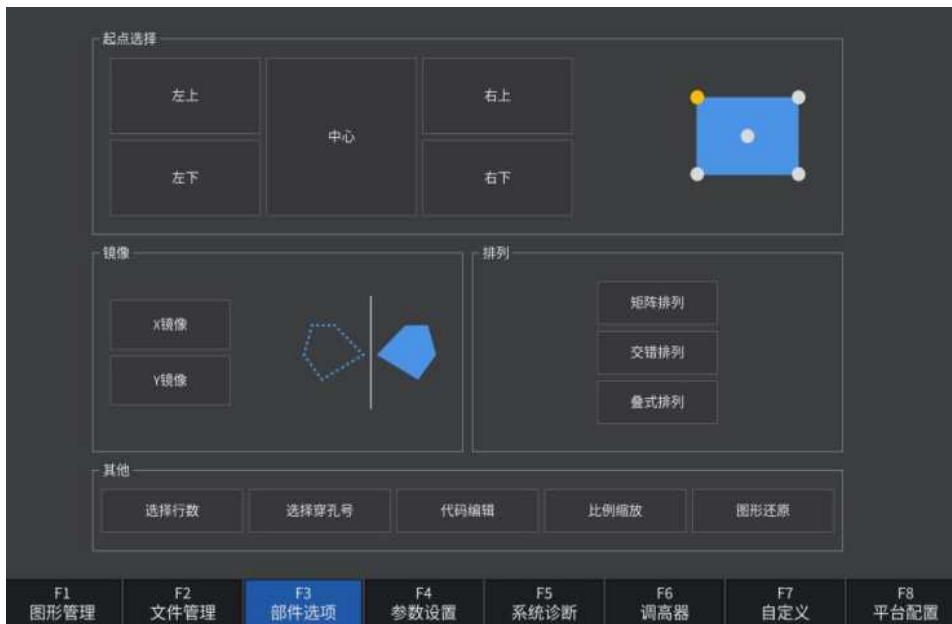 起点选择
左上
中心
右上
左下
右下
镜像
X镜像
Y镜像
排列
矩阵排列
交错排列
叠式排列
其他
选择行数
选择穿孔号
代码编辑
比例缩放
图形还原
F1
图形管理
F2
文件管理
F3
部件选项
F4
参数设置
F5
系统诊断
F6
调高器
F7
自定义
F8
平台配置